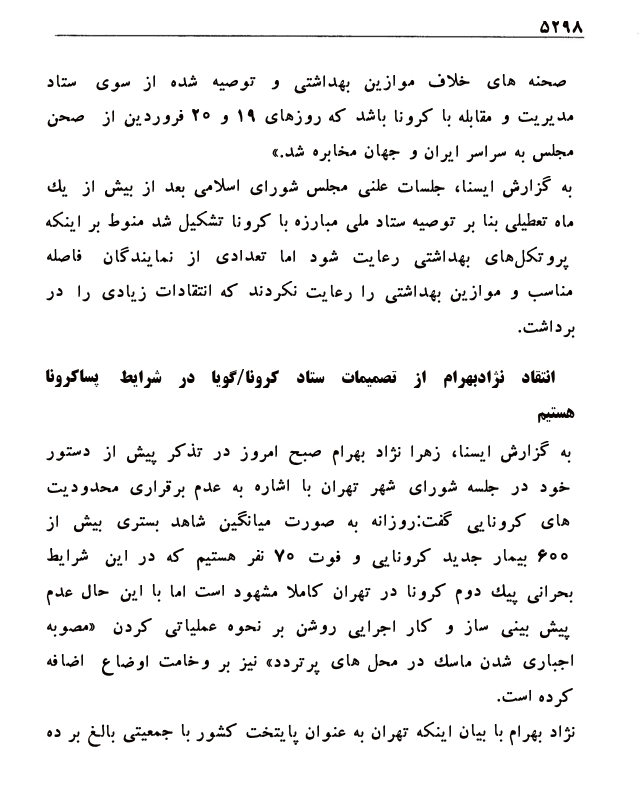 ۵۲۹۸
صحنه های خلاف موازین بهداشتی و توصیه شده از سوی ستاد
مدیریت و مقابله با کرونا باشد که روزهای ۱۹ و ۲۰ فروردین از صحن
مجلس به سراسر ایران و جهان مخابره شد.»
به گزارش ایسنا، جلسات علنی مجلس شورای اسلامی بعد از بیش از یك
ماه تعطیلی بنا بر توصیه ستاد ملی مبارزه با کرونا تشکیل شد منوط بر اینکه
پروتکل‌های بهداشتی رعایت شود اما تعدادی از نمایندگان فاصله
مناسب و موازین بهداشتی را رعایت نکردند که انتقادات زیادی را در
برداشت.
انتقاد نژادبهرام از تصمیمات ستاد کرونا/گویا در شرایط پساکرونا
هستیم
به گزارش ایسنا، زهرا نژاد بهرام صبح امروز در تذکر پیش از دستور
خود در جلسه شورای شهر تهران با اشاره به عدم برقراری محدودیت
های کرونایی گفت:روزانه به صورت میانگین شاهد بستری بیش از
۶۰۰ بیمار جدید کرونایی و فوت ۷۰ نفر هستیم که در این شرایط
بحرانی پیك دوم کرونا در تهران کاملا مشهود است اما با این حال عدم
پیش بینی ساز و کار اجرایی روشن بر نحوه عملیاتی کردن «مصوبه
اجباری شدن ماسك در محل های پرتردد» نیز بر وخامت اوضاع اضافه
کرده است.
نژاد بهرام با بیان اینکه تهران به عنوان پایتخت کشور با جمعیتی بالغ بر ده